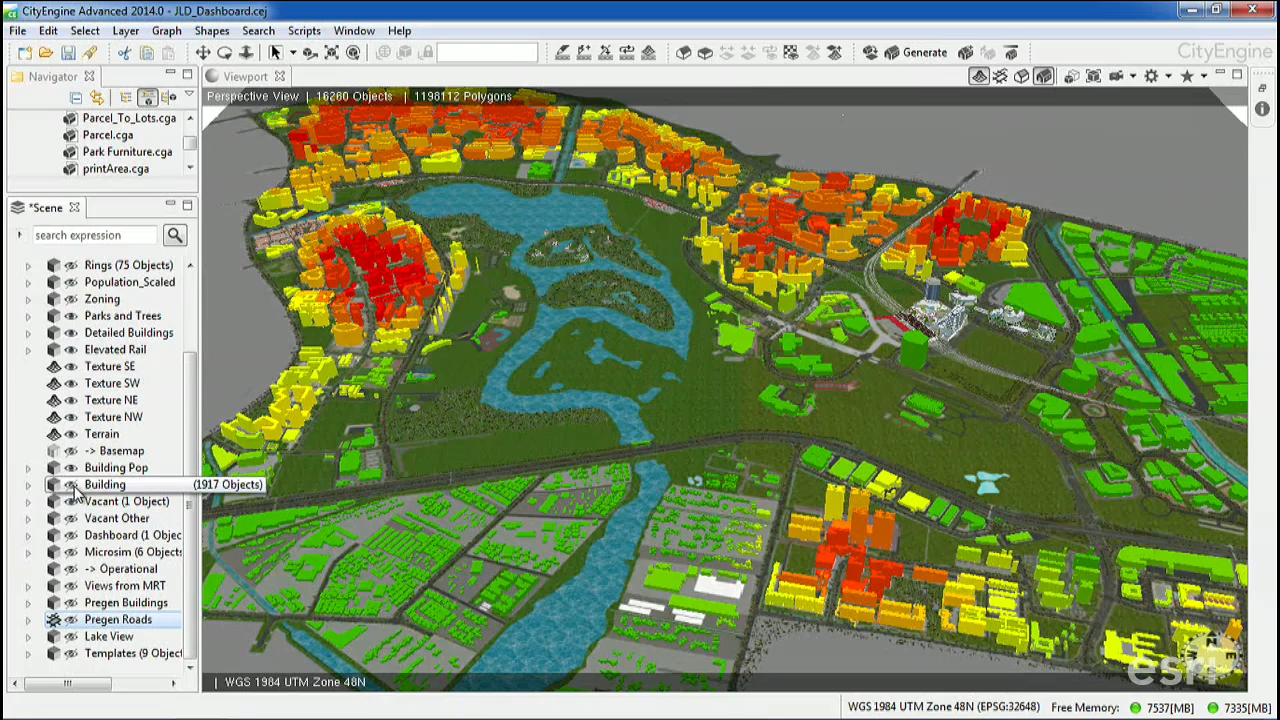 CityEngine Advanced 2014.0 - JLD_Dashboard.cej
File Edit Select Layer Graph Shapes Search Scripts Window Help
Generate
CityEngine
Navigator
Viewport
Perspective View | 16260 Objects | 1198112 Polygons
Parcel_To_Lots.cga
Parcel.cga
Park Furniture.cga
printArea.cga
*Scene
search expression
Rings (75 Objects)
Population_Scaled
Zoning
Parks and Trees
Detailed Buildings
Elevated Rail
Texture SE
Texture SW
Texture NE
Texture NW
Terrain
-> Basemap
Building Pop
Building (1917 Objects)
Vacant (1 Object)
Vacant Other
Dashboard (1 Objec
Microsim (6 Objects
-> Operational
Views from MRT
Pregen Buildings
Pregen Roads
Lake View
Templates (9 Object
N
E
esri
WGS 1984 UTM Zone 48N
WGS 1984 UTM Zone 48N (EPSG:32648) Free Memory: 7537[MB] 7335[MB]